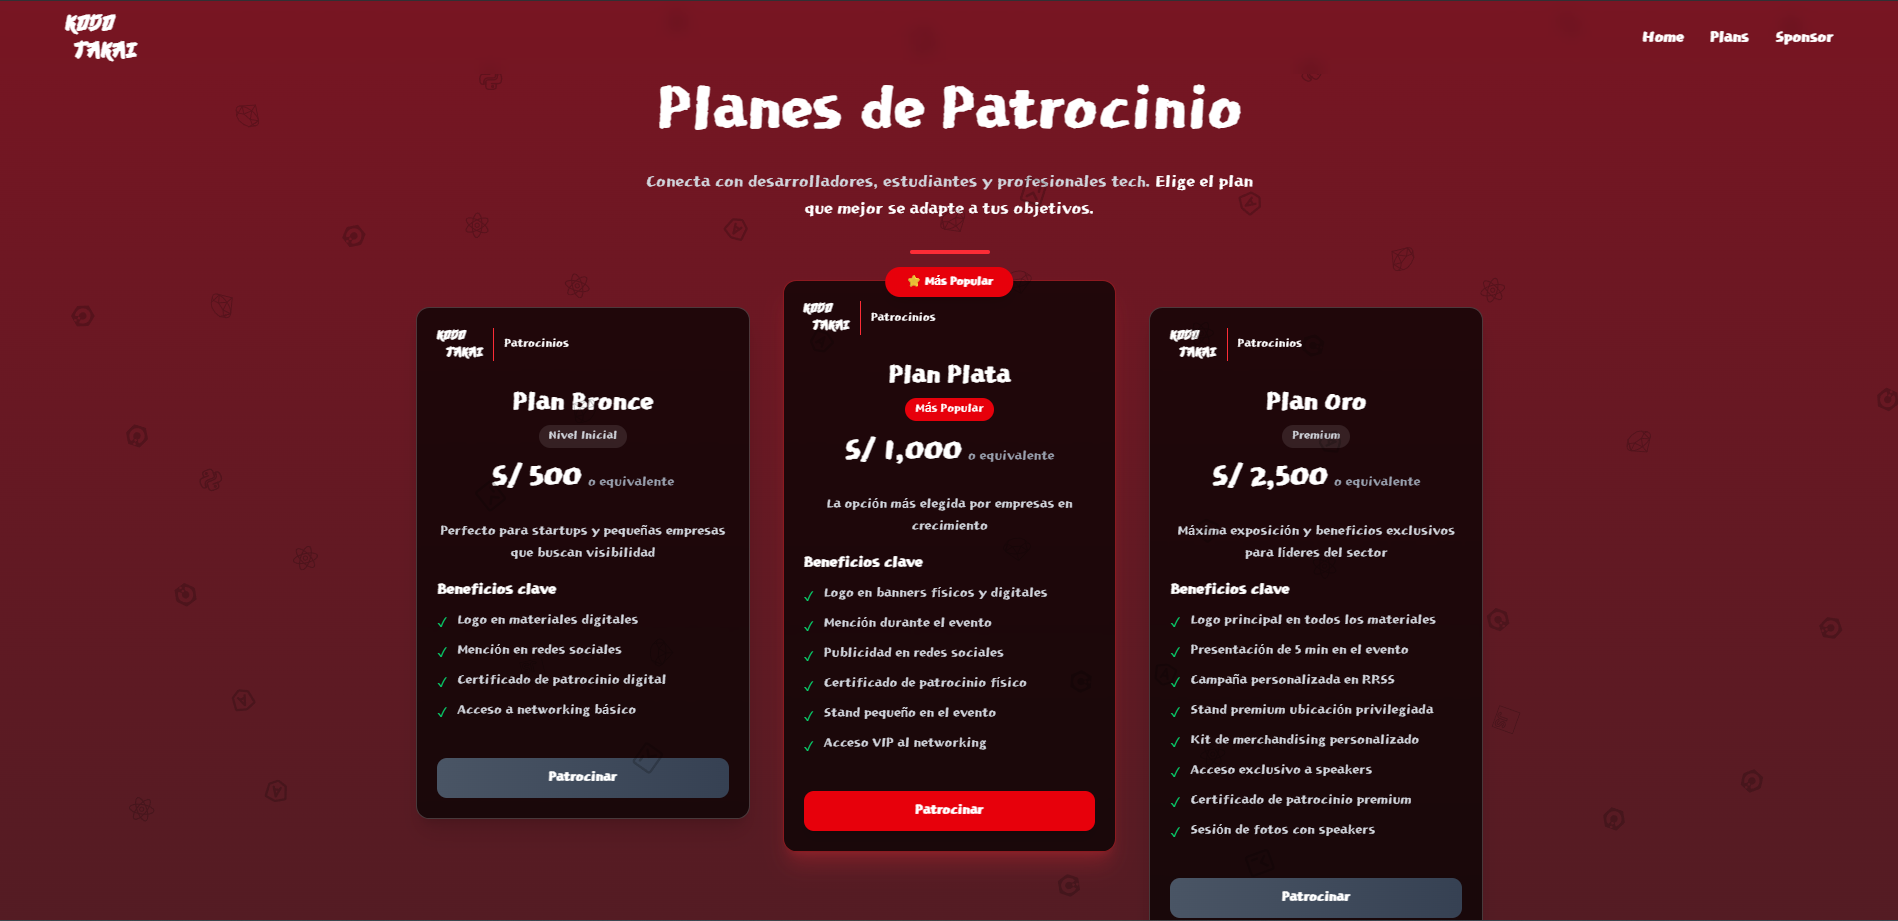 KODO
TAKAI
Home Plans Sponsor
Planes de Patrocinio
Conecta con desarrolladores, estudiantes y profesionales tech. Elige el plan
que mejor se adapte a tus objetivos.
KODO
TAKAI
Patrocinios
Plan Bronce
Nivel Inicial
S/ 500 o equivalente
Perfecto para startups y pequeñas empresas
que buscan visibilidad
Beneficios clave
✓ Logo en materiales digitales
✓ Mención en redes sociales
✓ Certificado de patrocinio digital
✓ Acceso a networking básico
Patrocinar
⭐ Más Popular
KODO
TAKAI
Patrocinios
Plan Plata
Más Popular
S/ 1,000 o equivalente
La opción más elegida por empresas en
crecimiento
Beneficios clave
✓ Logo en banners físicos y digitales
✓ Mención durante el evento
✓ Publicidad en redes sociales
✓ Certificado de patrocinio físico
✓ Stand pequeño en el evento
✓ Acceso VIP al networking
Patrocinar
KODO
TAKAI
Patrocinios
Plan Oro
Premium
S/ 2,500 o equivalente
Máxima exposición y beneficios exclusivos
para líderes del sector
Beneficios clave
✓ Logo principal en todos los materiales
✓ Presentación de 5 min en el evento
✓ Campaña personalizada en RRSS
✓ Stand premium ubicación privilegiada
✓ Kit de merchandising personalizado
✓ Acceso exclusivo a speakers
✓ Certificado de patrocinio premium
✓ Sesión de fotos con speakers
Patrocinar